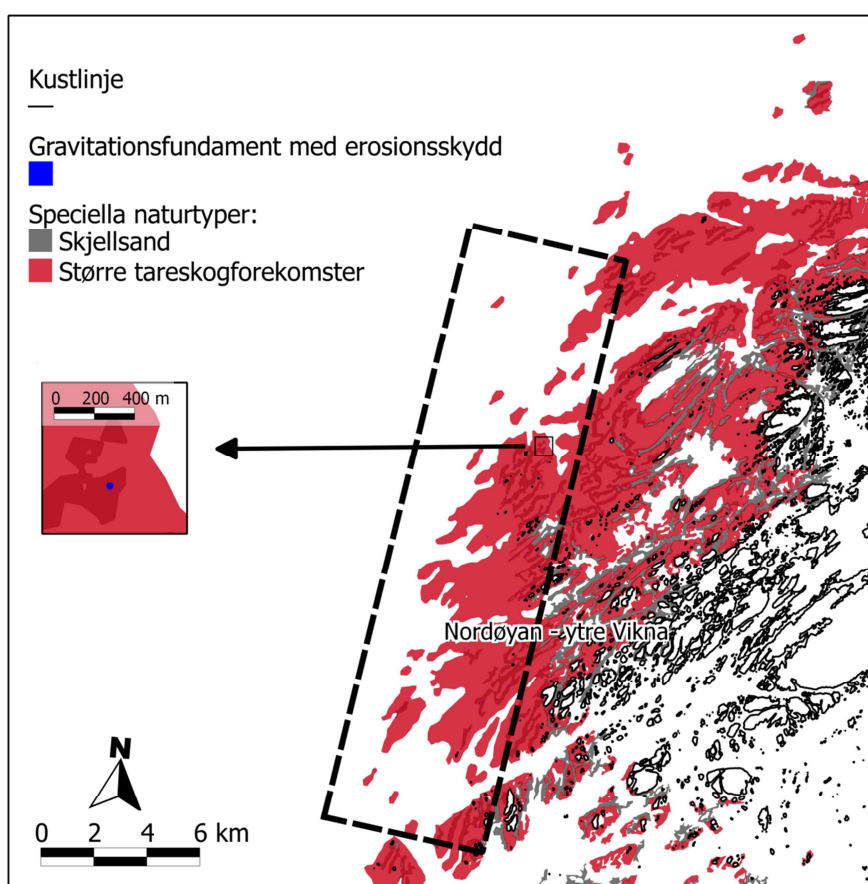 Kustlinje
Gravitationsfundament med erosionsskydd
Speciella naturtyper:
Skjellsand
Større tareskogforekomster
0 200 400 m
Nordøyan - ytre Vikna
N
0 2 4 6 km